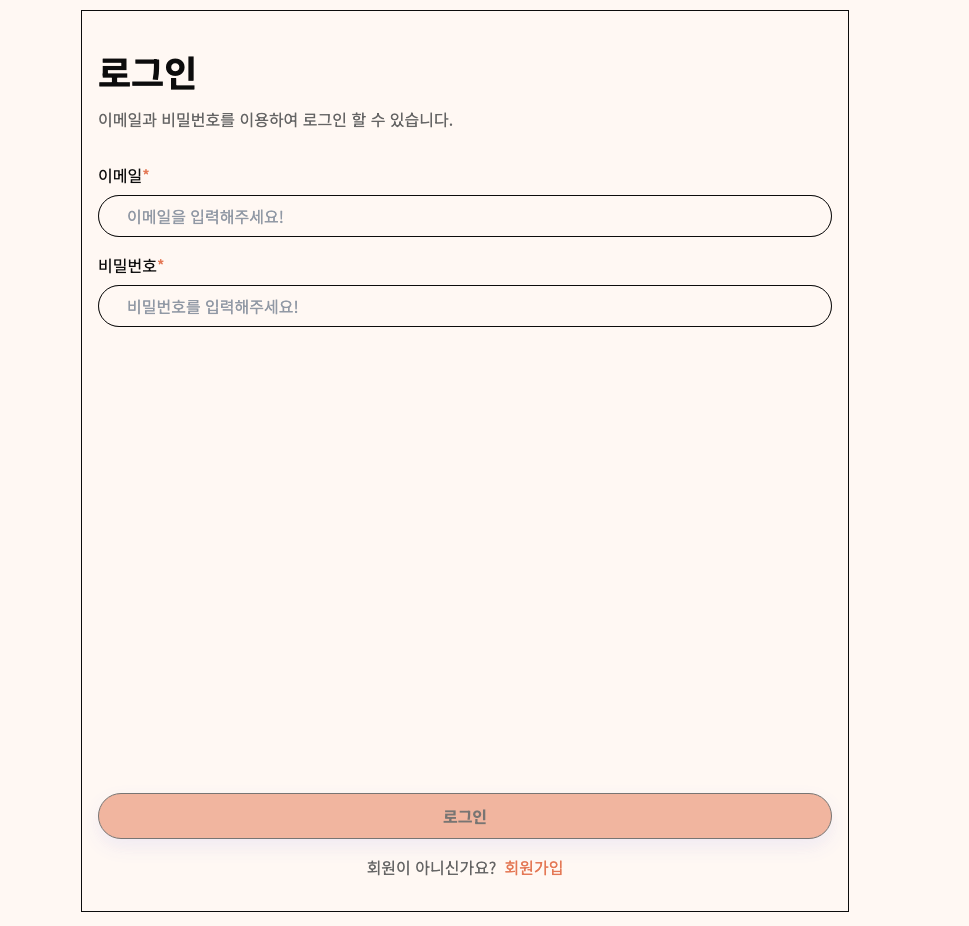 로그인
이메일과 비밀번호를 이용하여 로그인 할 수 있습니다.
이메일*
이메일을 입력해주세요!
비밀번호*
비밀번호를 입력해주세요!
로그인
회원이 아니신가요? 회원가입